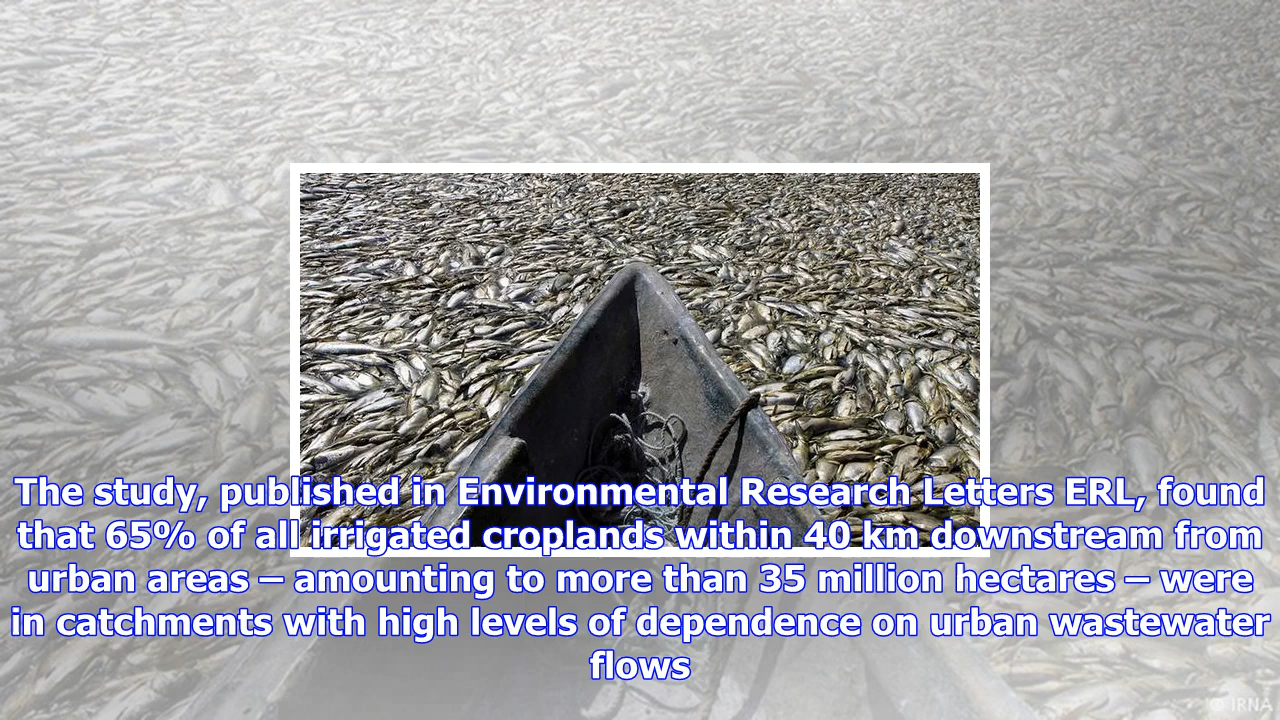 The study, published in Environmental Research Letters ERL, found
that 65% of all irrigated croplands within 40 km downstream from
urban areas – amounting to more than 35 million hectares – were
in catchments with high levels of dependence on urban wastewater
flows
© IRNA